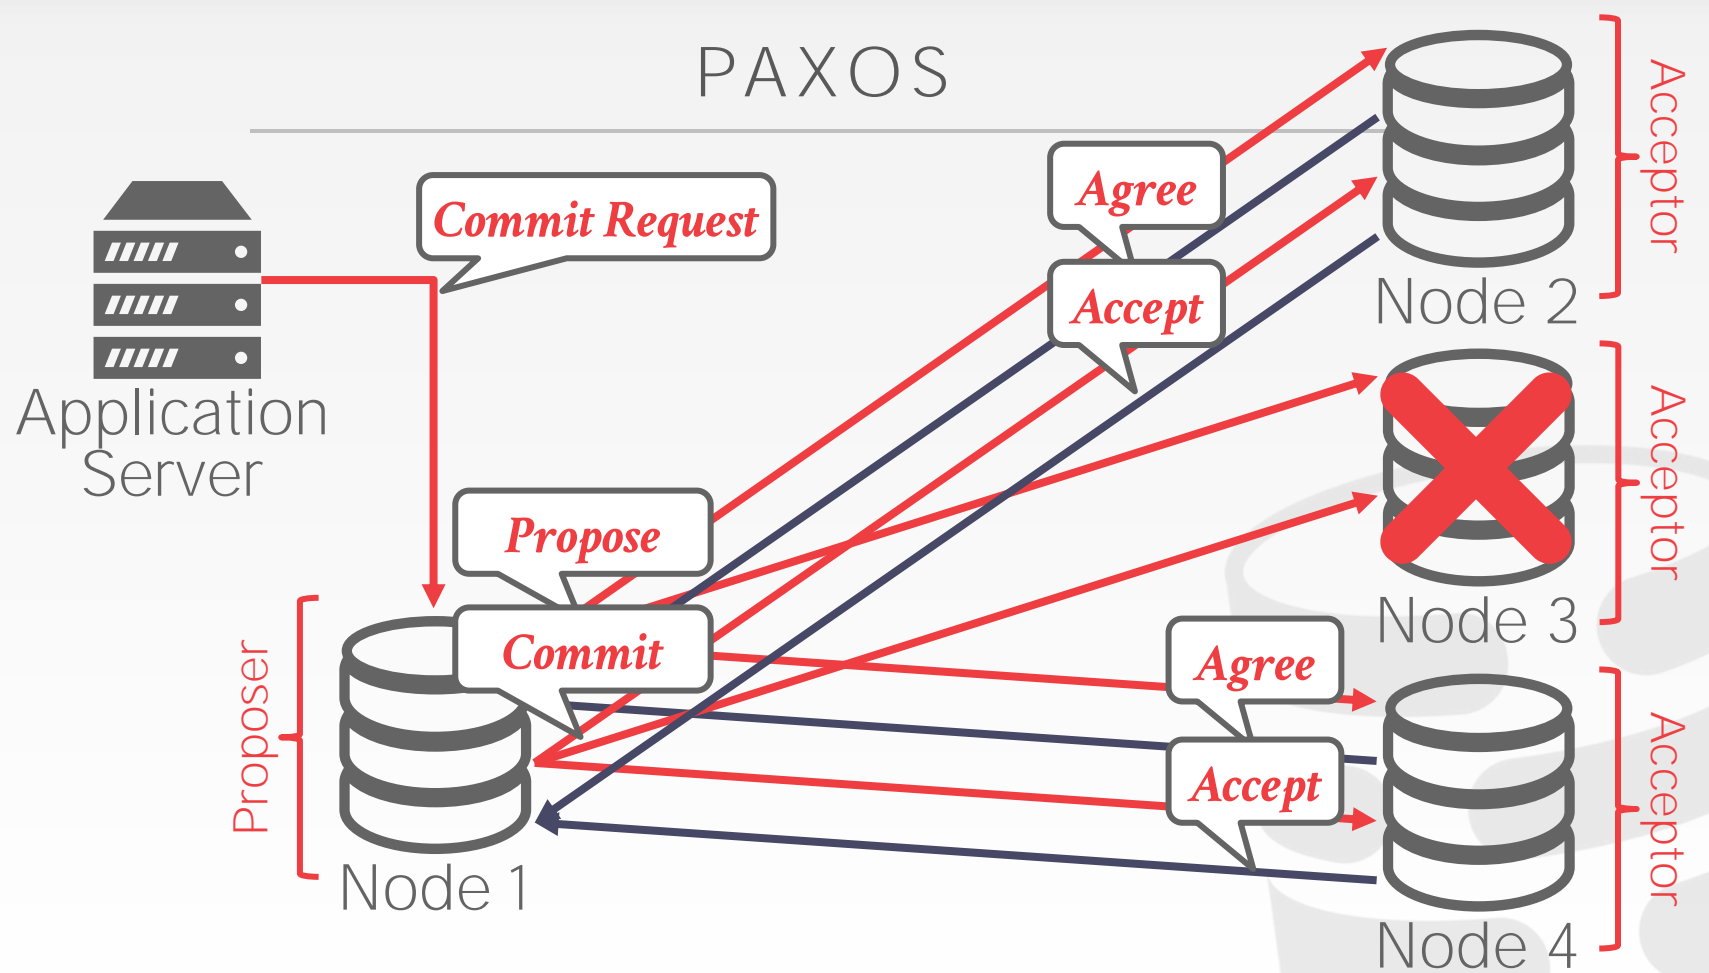 PAXOS
Commit Request
Agree
Accept
Acceptor
Node 2
Application
Server
Acceptor
Node 3
Propose
Commit
Proposer
Node 1
Agree
Accept
Acceptor
Node 4